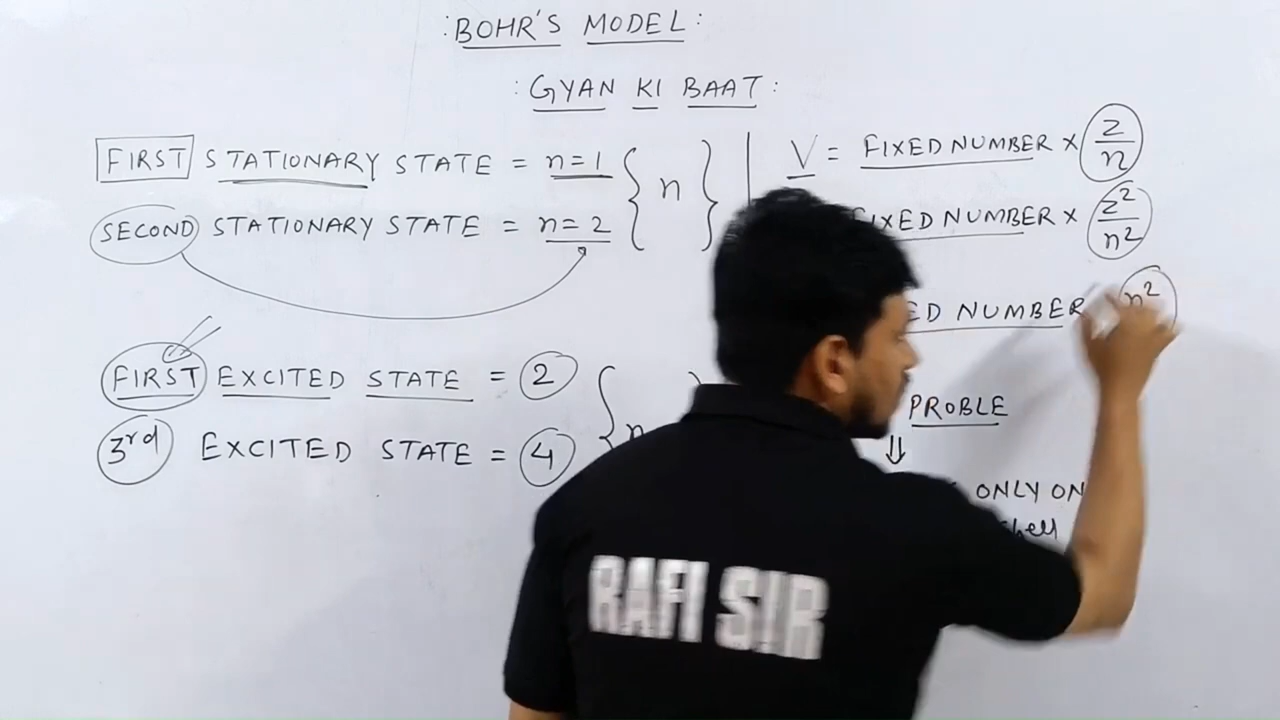 : BOHR'S MODEL :
: GYAN KI BAAT :
FIRST STATIONARY STATE = n=1 { n }
SECOND STATIONARY STATE = n=2
FIRST EXCITED STATE = 2
3rd EXCITED STATE = 4 { n
V = FIXED NUMBER × Z/n
FIXED NUMBER × Z²/n²
ED NUMBER n²
PROBLE
⇓
ONLY ON
shell
RAFI SIR